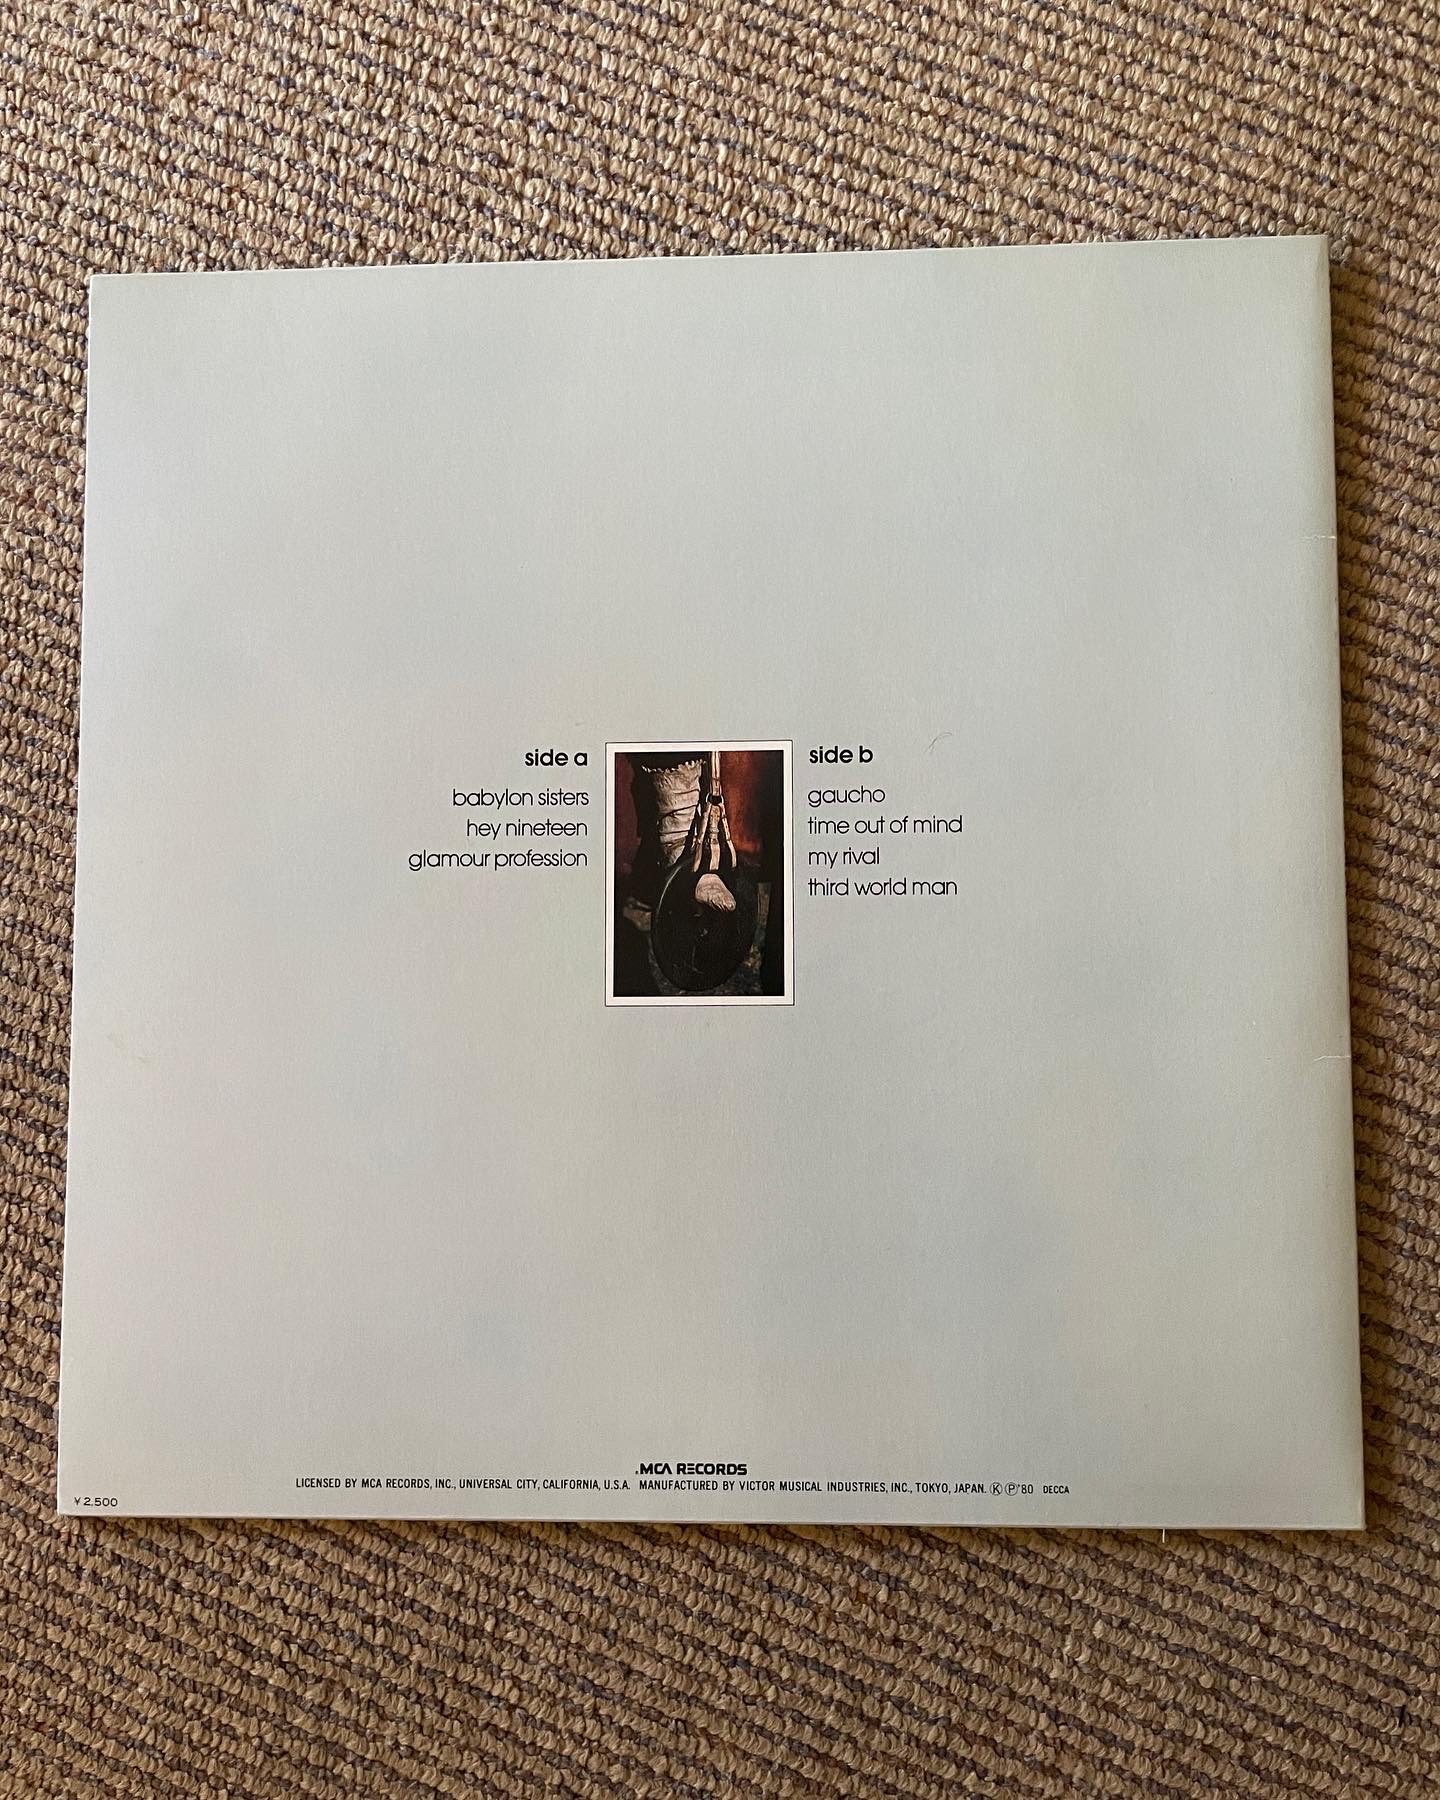 side a
babylon sisters
hey nineteen
glamour profession
side b
gaucho
time out of mind
my rival
third world man
MCA RECORDS
LICENSED BY MCA RECORDS, INC., UNIVERSAL CITY, CALIFORNIA, U.S.A. MANUFACTURED BY VICTOR MUSICAL INDUSTRIES, INC., TOKYO, JAPAN. Ⓚ Ⓟ'80 DECCA
¥2,500